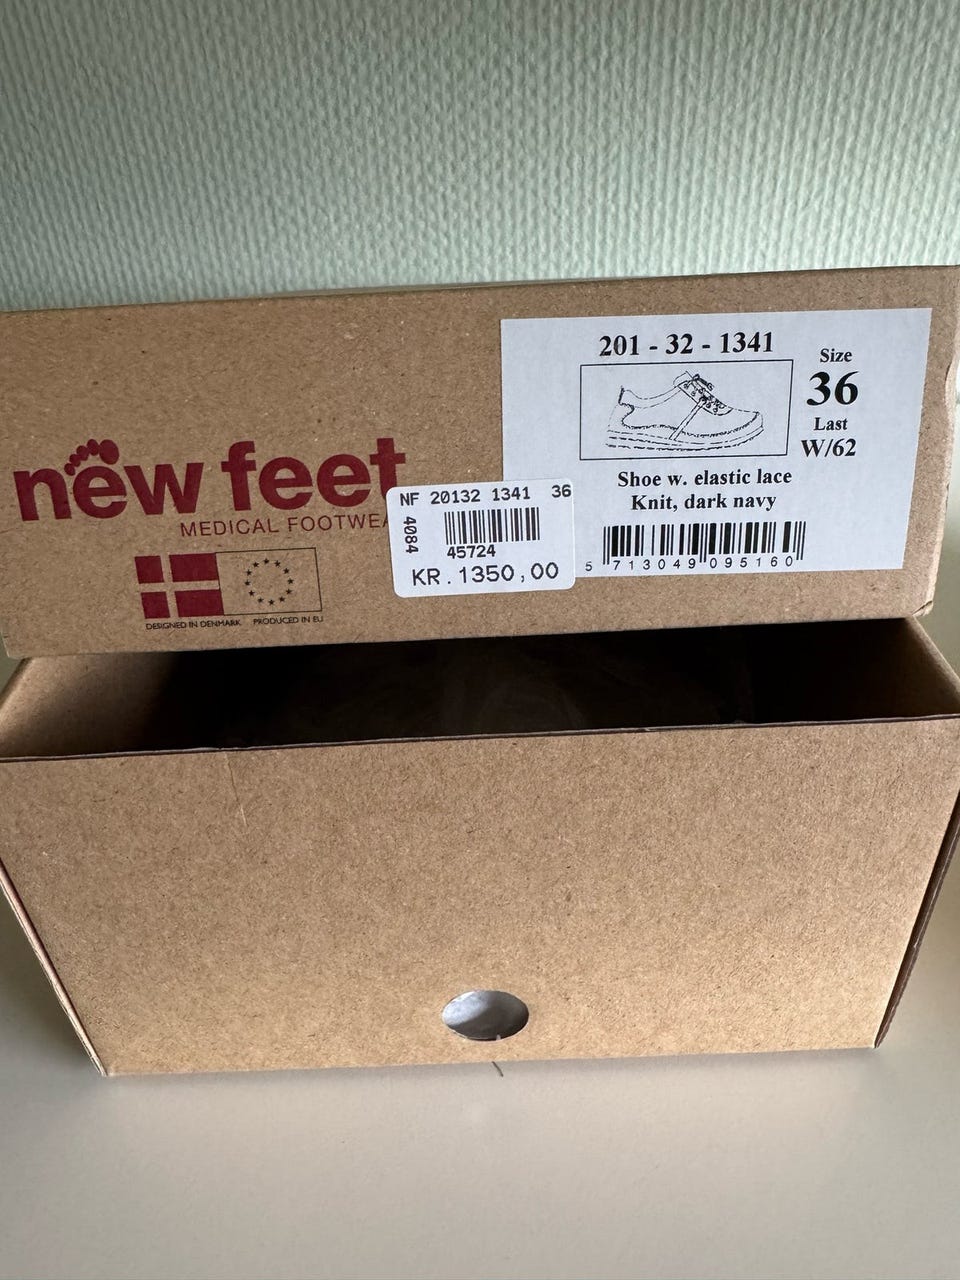 new feet
MEDICAL FOOTWEA
DESIGNED IN DENMARK PRODUCED IN EU
NF 20132 1341 36
4084
45724
KR. 1350,00
201 - 32 - 1341
Size
36
Last
W/62
Shoe w. elastic lace
Knit, dark navy
5 713049 095160